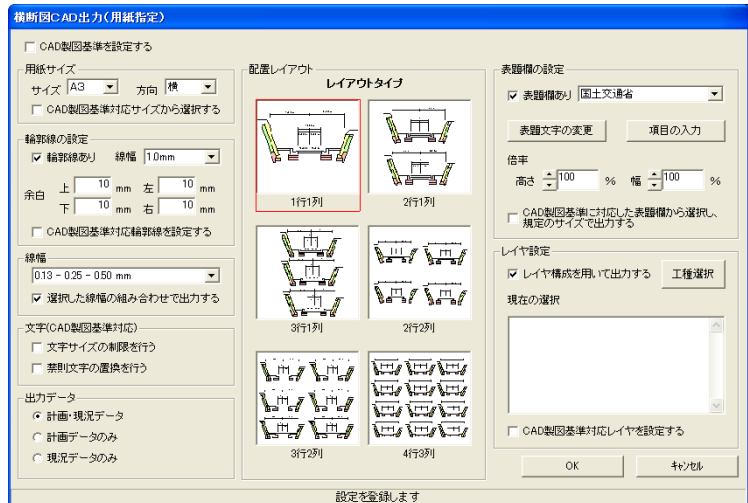 横断図CAD出力(用紙指定)
CAD製図基準を設定する
用紙サイズ
サイズ A3 方向 横
CAD製図基準対応サイズから選択する
輪郭線の設定
輪郭線あり 線幅 1.0mm
余白 上 10 mm 左 10 mm
下 10 mm 右 10 mm
CAD製図基準対応輪郭線を設定する
線幅
0.13 - 0.25 - 0.50 mm
選択した線幅の組み合わせで出力する
文字(CAD製図基準対応)
文字サイズの制限を行う
禁則文字の置換を行う
出力データ
計画・現況データ
計画データのみ
現況データのみ
配置レイアウト
レイアウトタイプ
1行1列 2行1列
3行1列 2行2列
3行2列 4行3列
表題欄の設定
表題欄あり 国土交通省
表題文字の変更 項目の入力
倍率
高さ 100 % 幅 100 %
CAD製図基準に対応した表題欄から選択し、
規定のサイズで出力する
レイヤ設定
レイヤ構成を用いて出力する 工種選択
現在の選択
CAD製図基準対応レイヤを設定する
OK キャンセル
設定を登録します